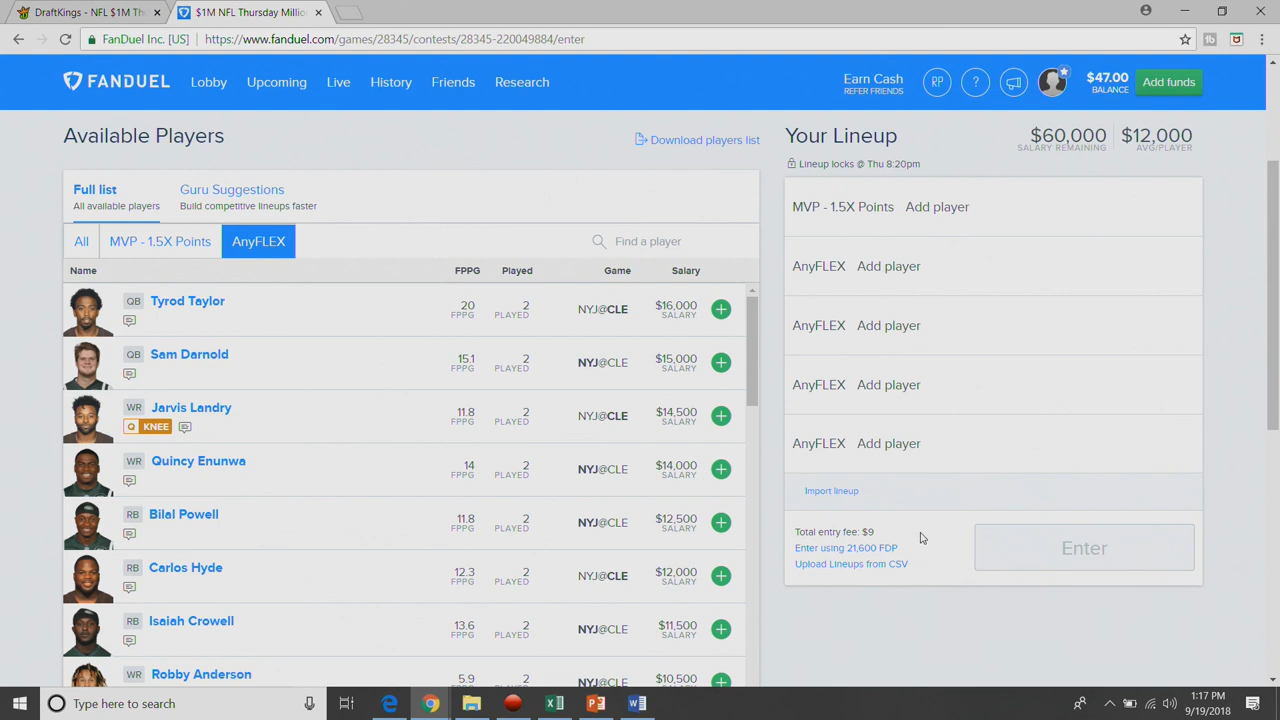 DraftKings - NFL $1M Th
$1M NFL Thursday Millio
FanDuel Inc. [US] https://www.fanduel.com/games/28345/contests/28345-220049884/enter
FANDUEL Lobby Upcoming Live History Friends Research
Earn Cash
REFER FRIENDS
RP
?
$47.00
BALANCE
Add funds
Available Players
Download players list
Full list
All available players
Guru Suggestions
Build competitive lineups faster
All
MVP - 1.5X Points
AnyFLEX
Find a player
Name FPPG Played Game Salary
QB Tyrod Taylor 20 FPPG 2 PLAYED NYJ@CLE $16,000 SALARY
QB Sam Darnold 15.1 FPPG 2 PLAYED NYJ@CLE $15,000 SALARY
WR Jarvis Landry 11.8 FPPG 2 PLAYED NYJ@CLE $14,500 SALARY
Q KNEE
WR Quincy Enunwa 14 FPPG 2 PLAYED NYJ@CLE $14,000 SALARY
RB Bilal Powell 11.8 FPPG 2 PLAYED NYJ@CLE $12,500 SALARY
RB Carlos Hyde 12.3 FPPG 2 PLAYED NYJ@CLE $12,000 SALARY
RB Isaiah Crowell 13.6 FPPG 2 PLAYED NYJ@CLE $11,500 SALARY
WR Robby Anderson 5.9 FPPG 2 PLAYED NYJ@CLE $10,500 SALARY
Your Lineup
$60,000
SALARY REMAINING
$12,000
AVG/PLAYER
Lineup locks @ Thu 8:20pm
MVP - 1.5X Points Add player
AnyFLEX Add player
AnyFLEX Add player
AnyFLEX Add player
AnyFLEX Add player
Import lineup
Total entry fee: $9
Enter using 21,600 FDP
Upload Lineups from CSV
Enter
Type here to search
1:17 PM
9/19/2018